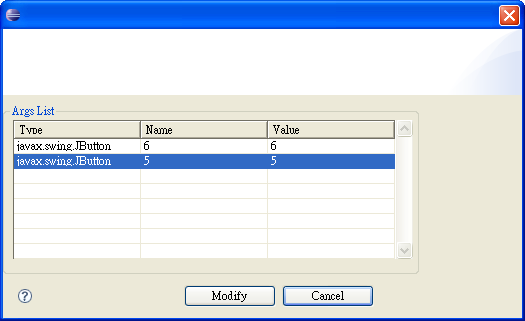 Args List
Type Name Value
javax.swing.JButton 6 6
javax.swing.JButton 5 5
Modify Cancel